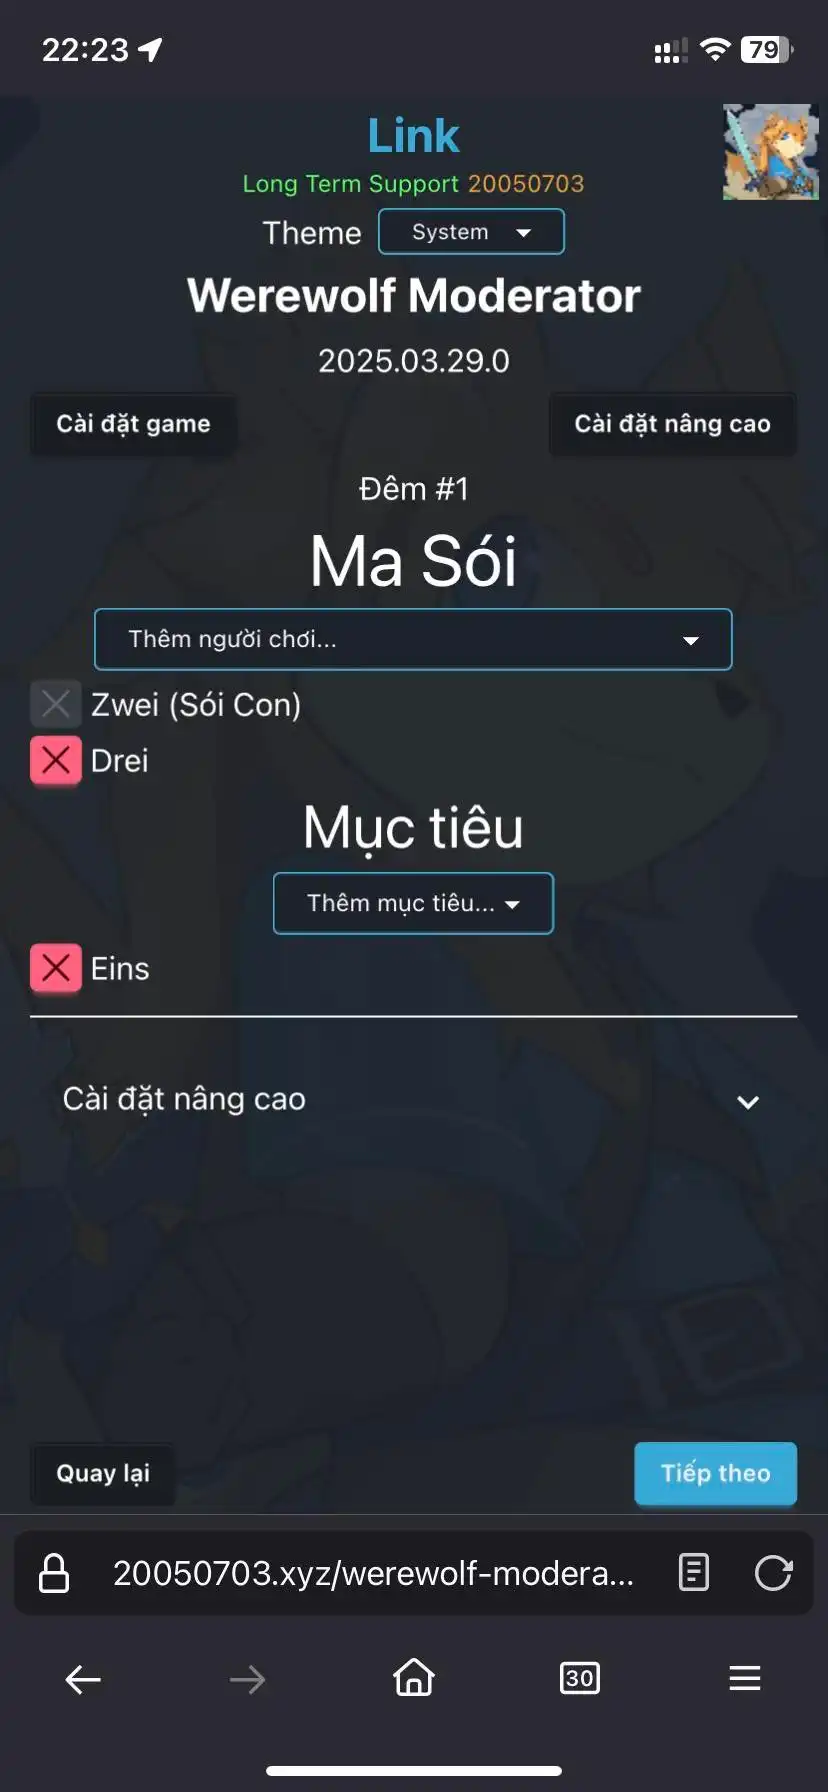 22:23
79
Link
Long Term Support 20050703
Theme System
Werewolf Moderator
2025.03.29.0
Cài đặt game
Cài đặt nâng cao
Đêm #1
Ma Sói
Thêm người chơi...
Zwei (Sói Con)
Drei
Mục tiêu
Thêm mục tiêu...
Eins
Cài đặt nâng cao
Quay lại
Tiếp theo
20050703.xyz/werewolf-modera...
30